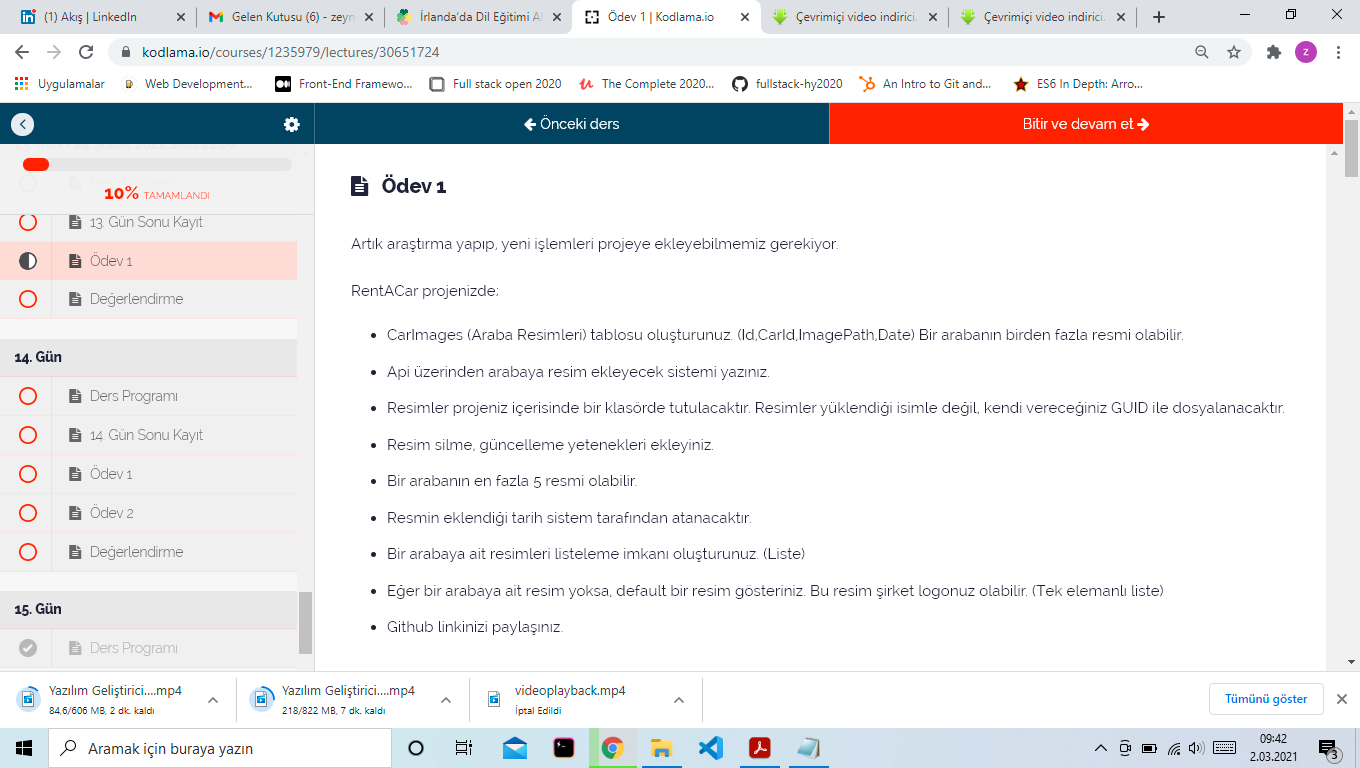 (1) Akış | LinkedIn
Gelen Kutusu (6) - zeyn
İrlanda'da Dil Eğitimi Al
Ödev 1 | Kodlama.io
Çevrimiçi video indirici.
Çevrimiçi video indirici.
kodlama.io/courses/1235979/lectures/30651724
z
Uygulamalar
Web Development...
Front-End Framewo...
Full stack open 2020
The Complete 2020...
fullstack-hy2020
An Intro to Git and...
ES6 In Depth: Arro...
Önceki ders
Bitir ve devam et
10% TAMAMLANDI
13. Gün Sonu Kayıt
Ödev 1
Değerlendirme
14. Gün
Ders Programı
14. Gün Sonu Kayıt
Ödev 1
Ödev 2
Değerlendirme
15. Gün
Ders Programı
Ödev 1
Artık araştırma yapıp, yeni işlemleri projeye ekleyebilmemiz gerekiyor.
RentACar projenizde;
CarImages (Araba Resimleri) tablosu oluşturunuz. (Id,CarId,ImagePath,Date) Bir arabanın birden fazla resmi olabilir.
Api üzerinden arabaya resim ekleyecek sistemi yazınız.
Resimler projeniz içerisinde bir klasörde tutulacaktır. Resimler yüklendiği isimle değil, kendi vereceğiniz GUID ile dosyalanacaktır.
Resim silme, güncelleme yetenekleri ekleyiniz.
Bir arabanın en fazla 5 resmi olabilir.
Resmin eklendiği tarih sistem tarafından atanacaktır.
Bir arabaya ait resimleri listeleme imkanı oluşturunuz. (Liste)
Eğer bir arabaya ait resim yoksa, default bir resim gösteriniz. Bu resim şirket logonuz olabilir. (Tek elemanlı liste)
Github linkinizi paylaşınız.
Yazılım Geliştirici....mp4
84,6/606 MB, 2 dk. kaldı
Yazılım Geliştirici....mp4
218/822 MB, 7 dk. kaldı
videoplayback.mp4
İptal Edildi
Tümünü göster
Aramak için buraya yazın
09:42
2.03.2021
3